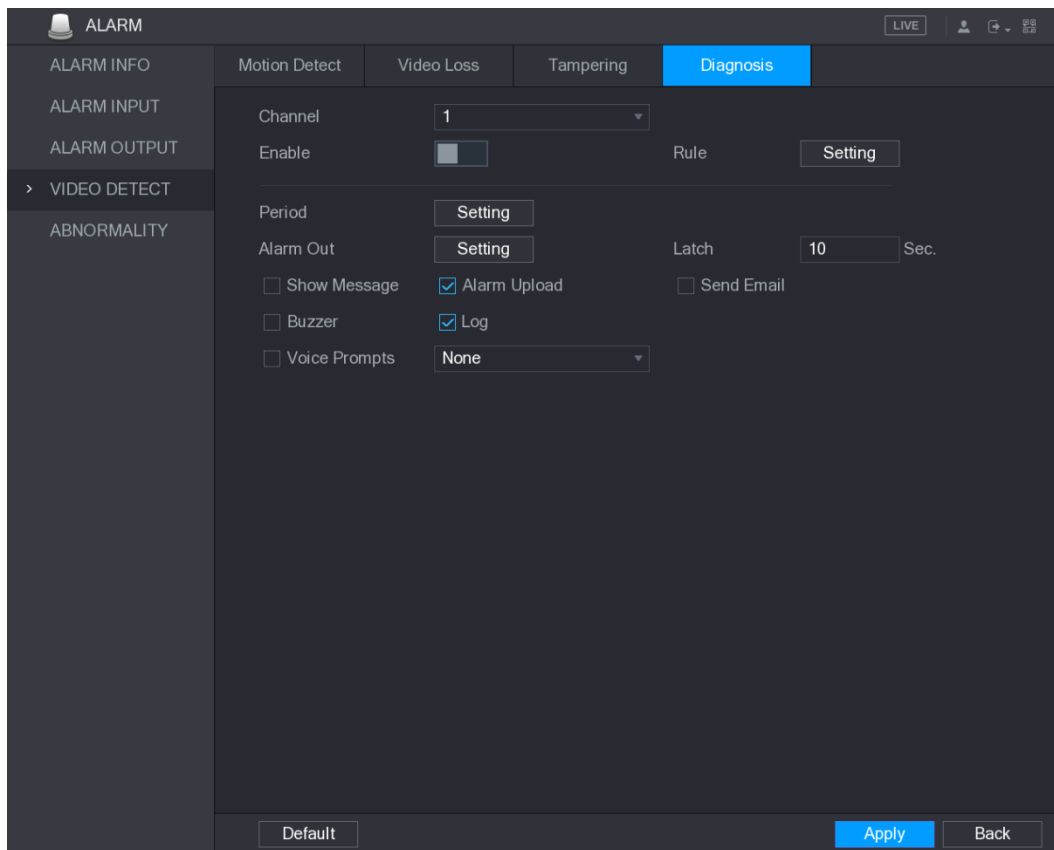 ALARM
LIVE
ALARM INFO
ALARM INPUT
ALARM OUTPUT
VIDEO DETECT
ABNORMALITY
Motion Detect Video Loss Tampering Diagnosis
Channel 1
Enable Rule Setting
Period Setting
Alarm Out Setting Latch 10 Sec.
Show Message Alarm Upload Send Email
Buzzer Log
Voice Prompts None
Default Apply Back